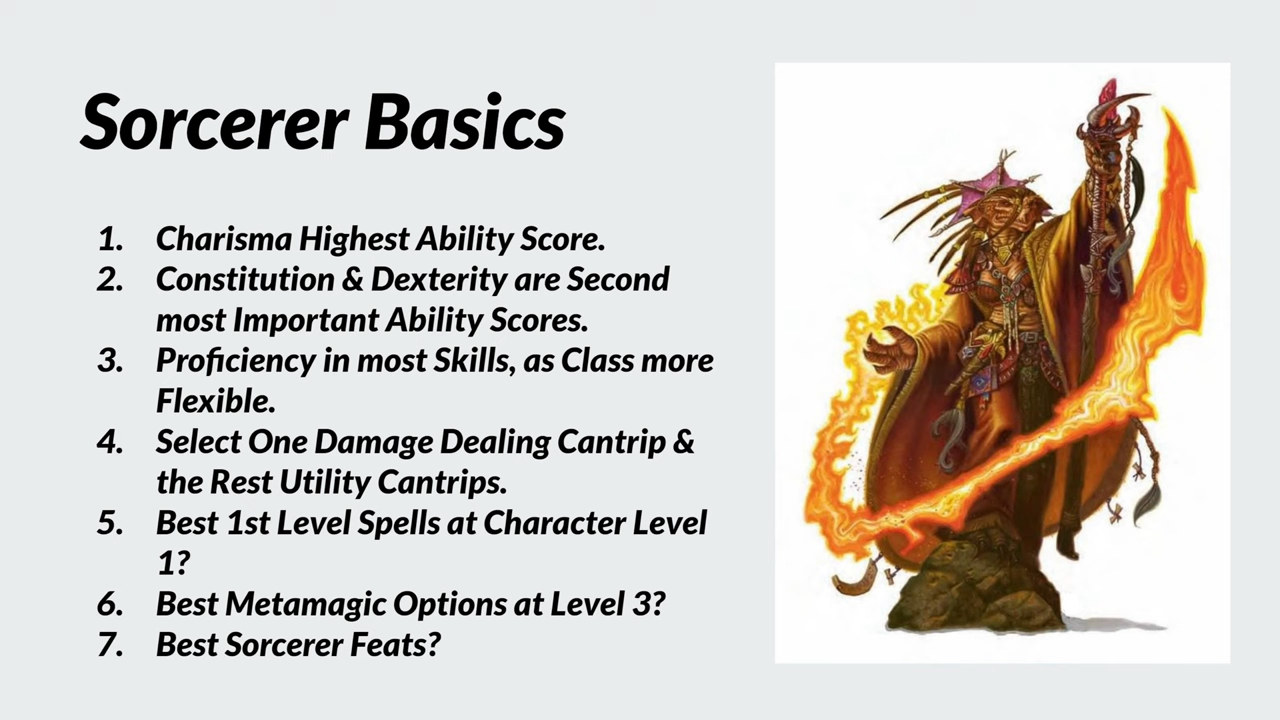 Sorcerer Basics
1. Charisma Highest Ability Score.
2. Constitution & Dexterity are Second
most Important Ability Scores.
3. Proficiency in most Skills, as Class more
Flexible.
4. Select One Damage Dealing Cantrip &
the Rest Utility Cantrips.
5. Best 1st Level Spells at Character Level
1?
6. Best Metamagic Options at Level 3?
7. Best Sorcerer Feats?